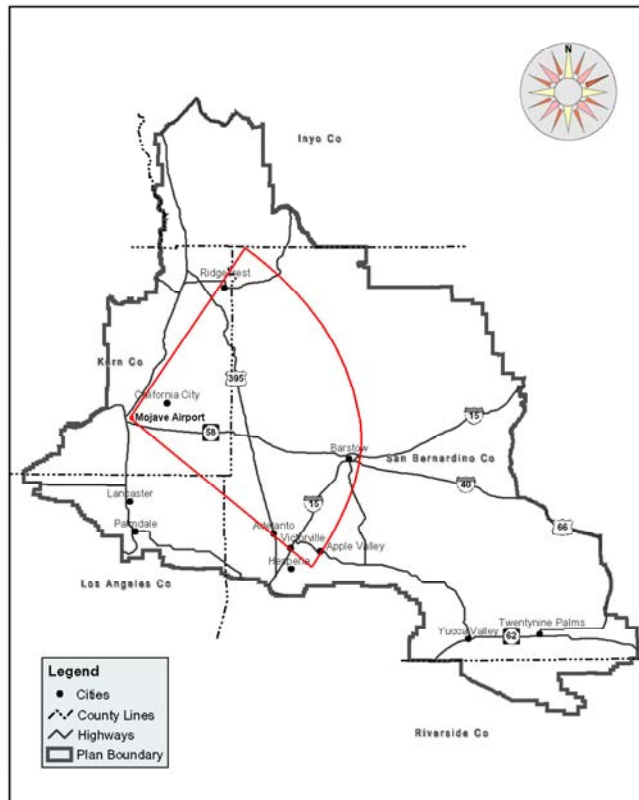 N
Inyo Co
Ridgecrest
Kern Co
395
California City
Mojave Airport
58
15
Barstow
San Bernardino Co
40
Lancaster
15
66
Palmdale
Adelanto
Victorville
Apple Valley
Hesperia
Los Angeles Co
Twentynine Palms
Yucca Valley
62
Legend
Cities
County Lines
Highways
Plan Boundary
Riverside Co